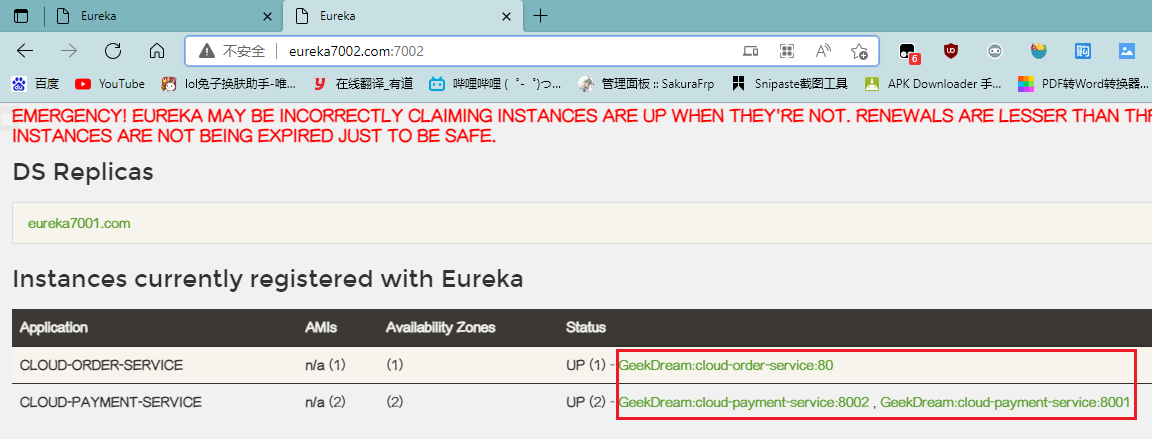 Eureka
Eureka
不安全 eureka7002.com:7002
6
百度 YouTube lol兔子换肤助手-唯... 在线翻译_有道 哔哩哔哩 ( ゜- ゜)つ... 管理面板 :: SakuraFrp Snipaste截图工具 APK Downloader 手... PDF转Word转换器...
EMERGENCY! EUREKA MAY BE INCORRECTLY CLAIMING INSTANCES ARE UP WHEN THEY'RE NOT. RENEWALS ARE LESSER THAN THR
INSTANCES ARE NOT BEING EXPIRED JUST TO BE SAFE.
DS Replicas
eureka7001.com
Instances currently registered with Eureka
Application AMIs Availability Zones Status
CLOUD-ORDER-SERVICE n/a (1) (1) UP (1) - GeekDream:cloud-order-service:80
CLOUD-PAYMENT-SERVICE n/a (2) (2) UP (2) - GeekDream:cloud-payment-service:8002 , GeekDream:cloud-payment-service:8001